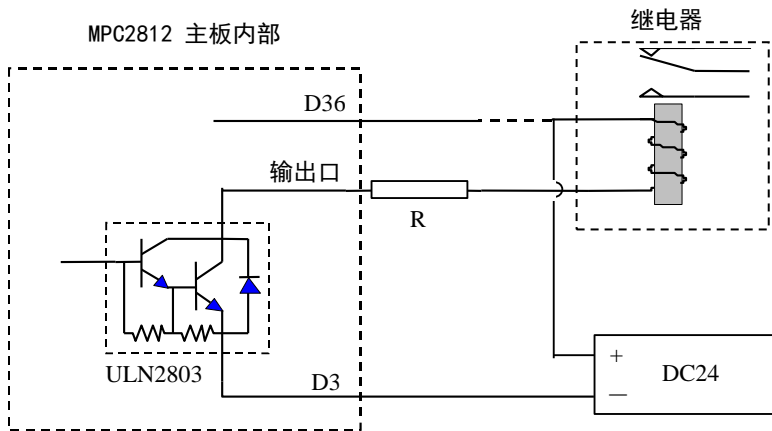 继电器
MPC2812 主板内部
D36
输出口
R
ULN2803
D3
+
DC24
—